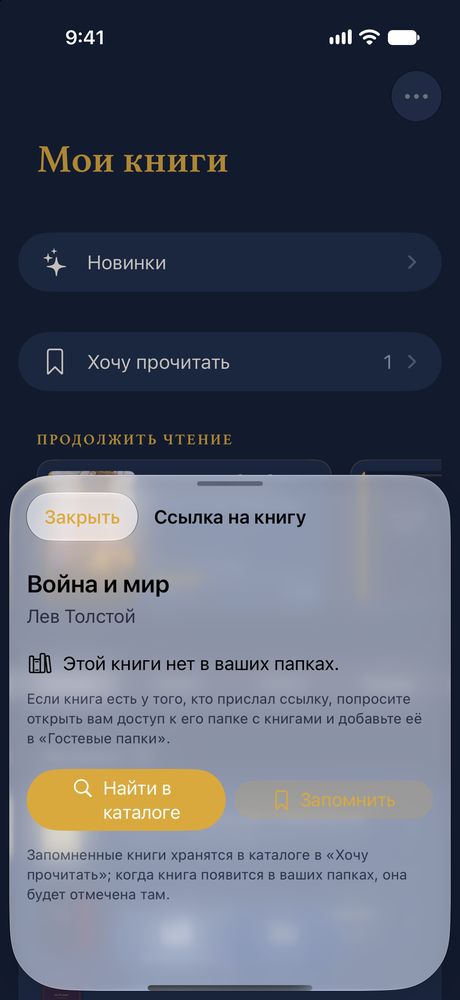 9:41
Мои книги
Новинки
Хочу прочитать 1
ПРОДОЛЖИТЬ ЧТЕНИЕ
Закрыть Ссылка на книгу
Война и мир
Лев Толстой
Этой книги нет в ваших папках.
Если книга есть у того, кто прислал ссылку, попросите
открыть вам доступ к его папке с книгами и добавьте её
в «Гостевые папки».
Найти в
каталоге
Запомнить
Запомненные книги хранятся в каталоге в «Хочу
прочитать»; когда книга появится в ваших папках, она
будет отмечена там.